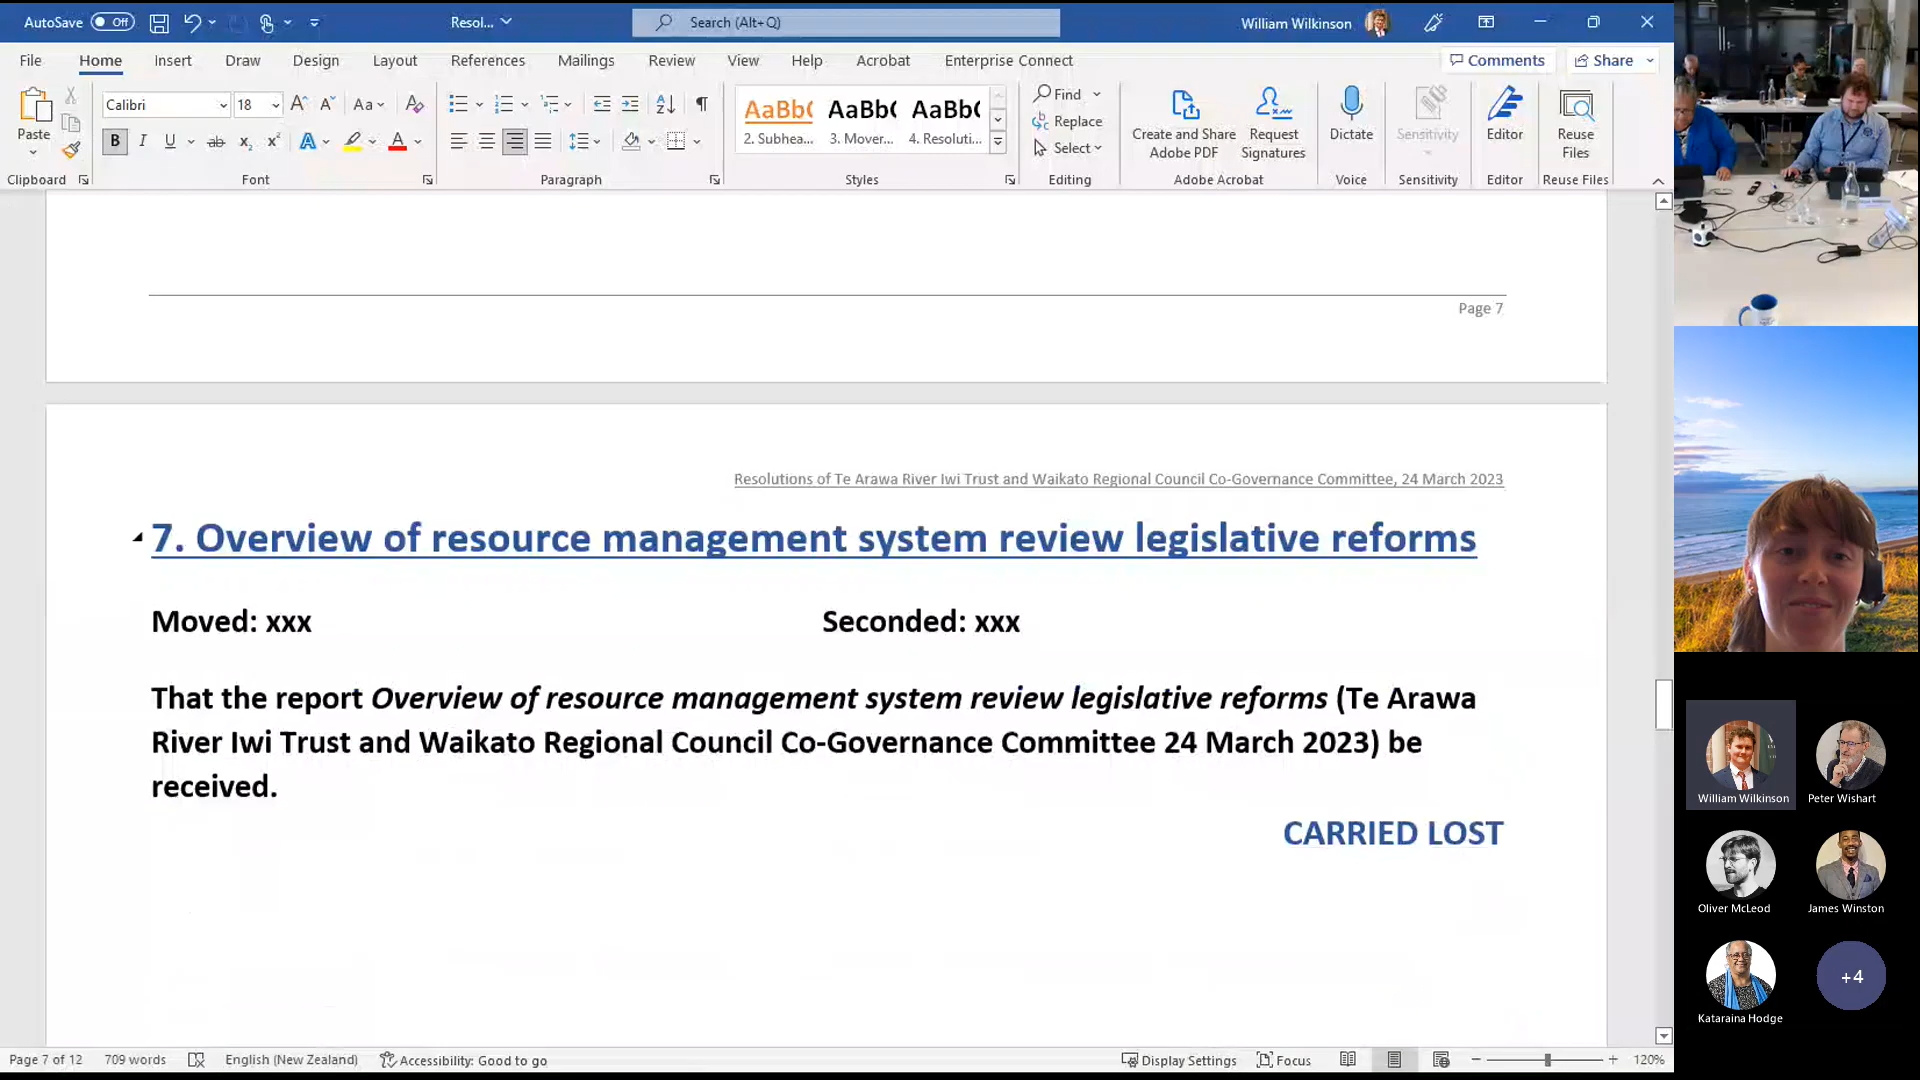 AutoSave Off
Resol...
Search (Alt+Q)
William Wilkinson
File Home Insert Draw Design Layout References Mailings Review View Help Acrobat Enterprise Connect
Comments Share
Paste
Calibri 18
AaBbC AaBbC AaBbC
2. Subhea... 3. Mover... 4. Resoluti...
Find
Replace
Select
Create and Share
Adobe PDF
Request
Signatures
Dictate
Sensitivity
Editor
Reuse
Files
Clipboard Font Paragraph Styles Editing Adobe Acrobat Voice Sensitivity Editor Reuse Files
Page 7
Resolutions of Te Arawa River Iwi Trust and Waikato Regional Council Co-Governance Committee, 24 March 2023
7. Overview of resource management system review legislative reforms
Moved: xxx Seconded: xxx
That the report Overview of resource management system review legislative reforms (Te Arawa
River Iwi Trust and Waikato Regional Council Co-Governance Committee 24 March 2023) be
received.
CARRIED LOST
Page 7 of 12 709 words English (New Zealand) Accessibility: Good to go Display Settings Focus 120%
William Wilkinson
Peter Wishart
Oliver McLeod
James Winston
Kataraina Hodge
+4